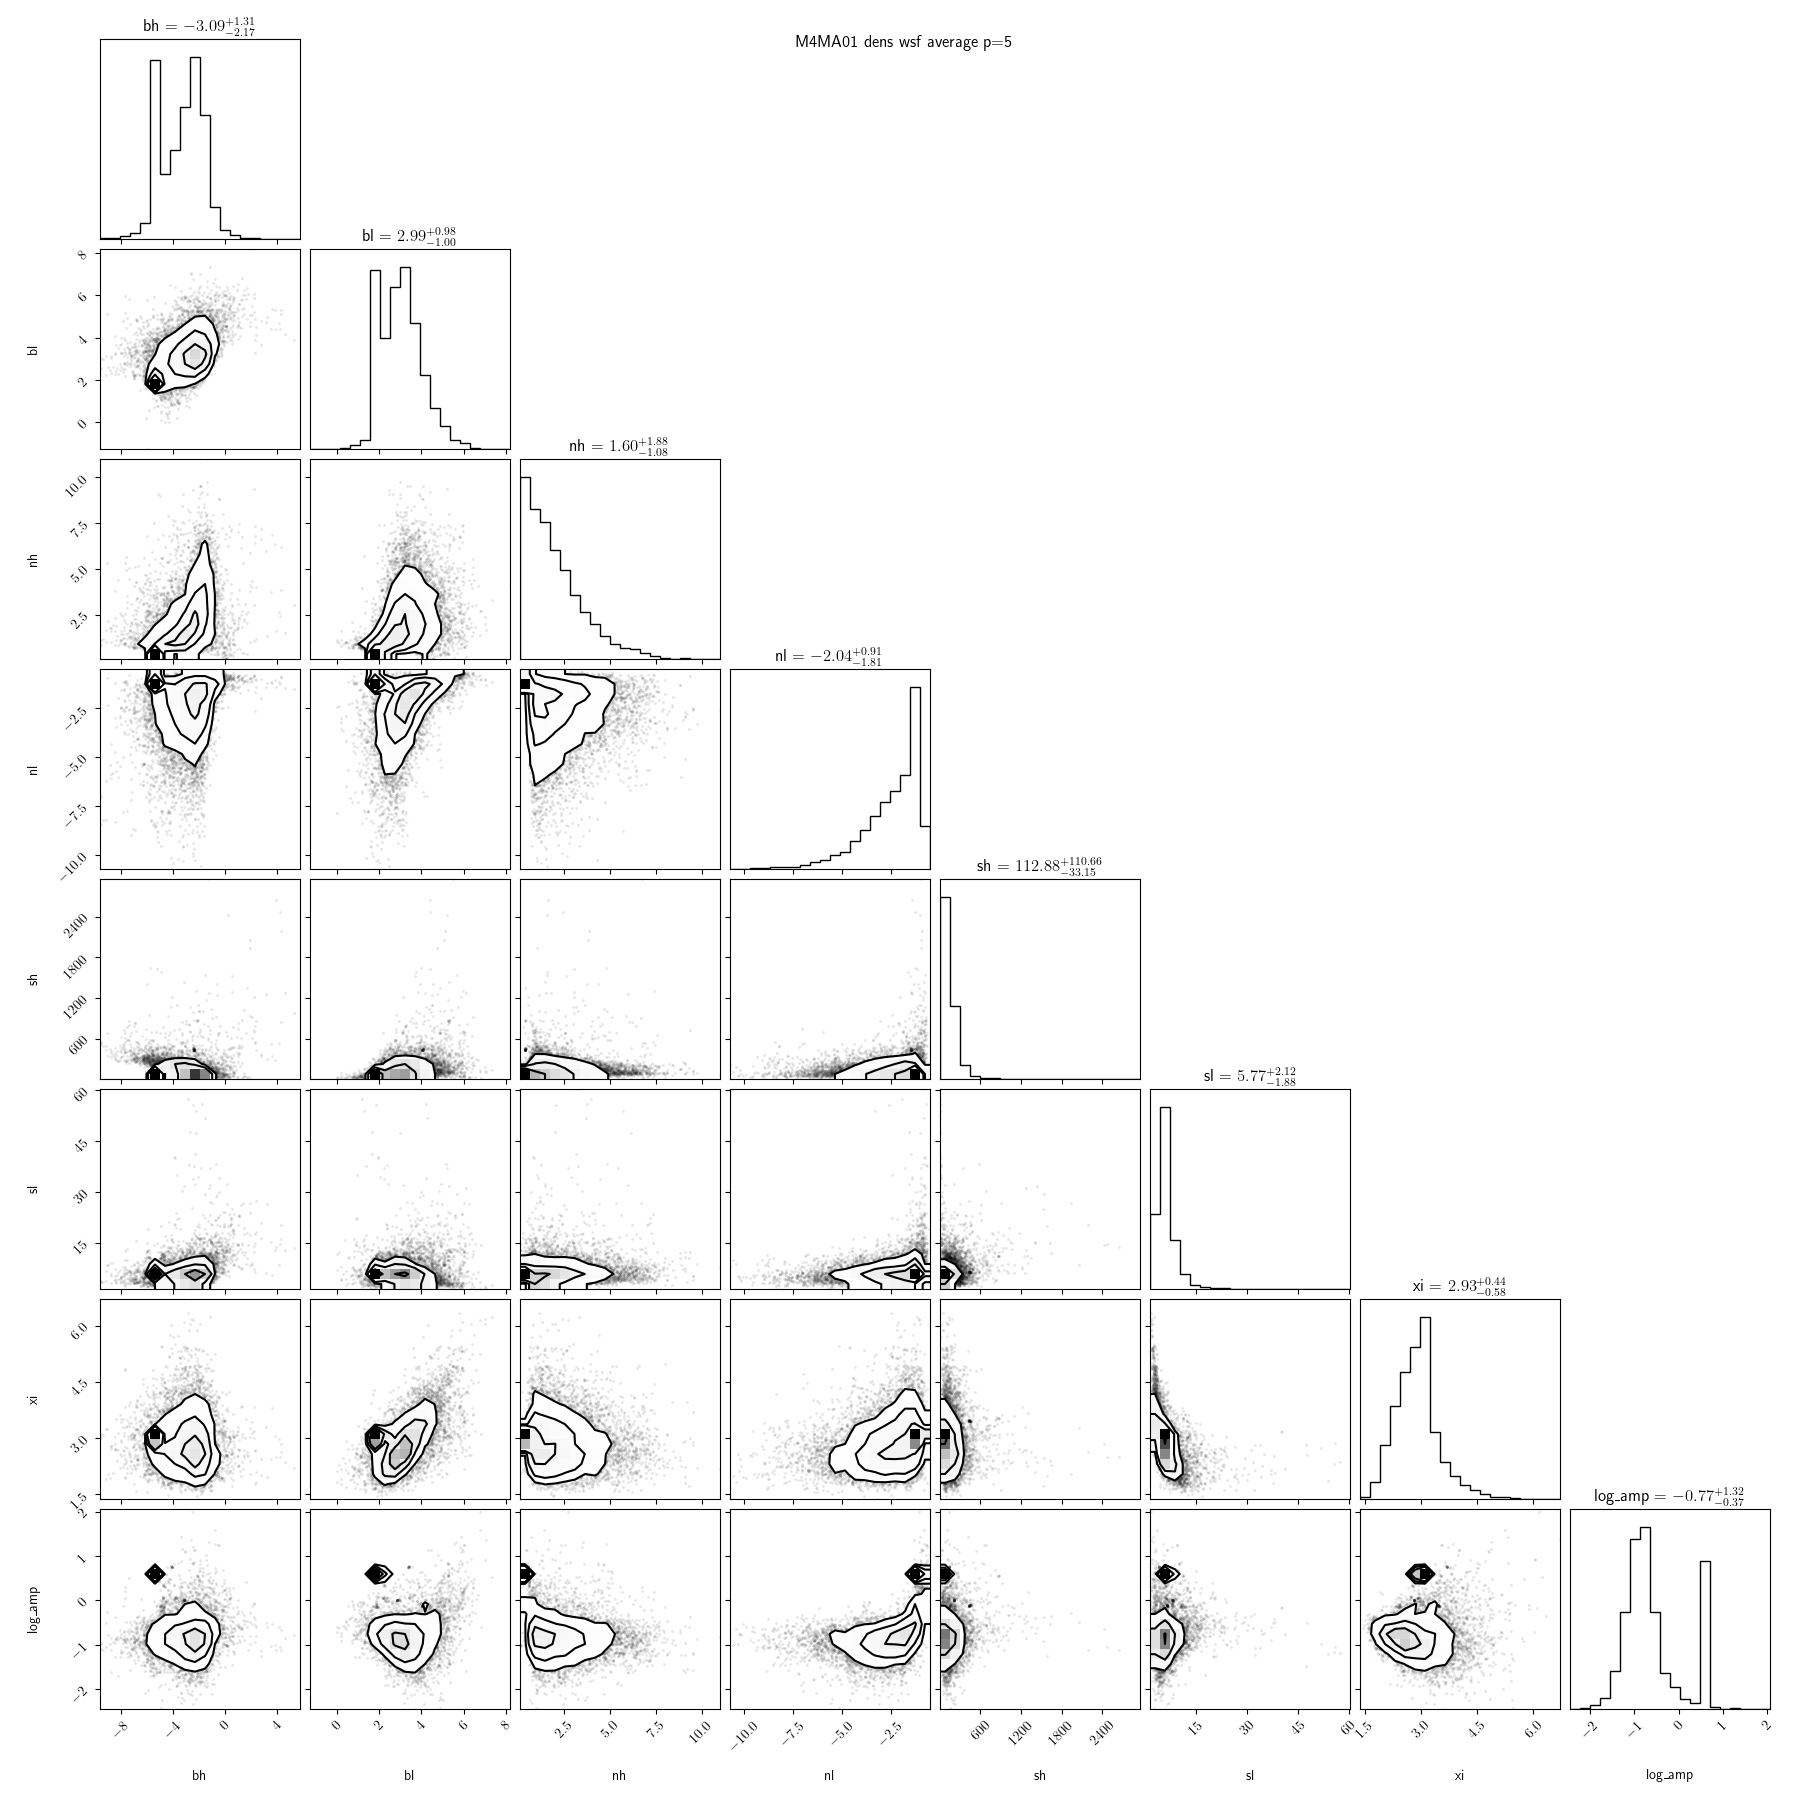 bh = −3.09 +1.31 −2.17
M4MA01 dens wsf average p=5
bl = 2.99 +0.98 −1.00
8
6
4
2
0
bl
nh = 1.60 +1.88 −1.08
10.0
7.5
5.0
2.5
nh
nl = −2.04 +0.91 −1.81
−2.5
−5.0
−7.5
−10.0
nl
sh = 112.88 +110.66 −33.15
2400
1800
1200
600
sh
sl = 5.77 +2.12 −1.88
60
45
30
15
sl
xi = 2.93 +0.44 −0.58
6.0
4.5
3.0
1.5
xi
log_amp = −0.77 +1.32 −0.37
2
1
0
−1
−2
log_amp
−8 −4 0 4 0 2 4 6 8 2.5 5.0 7.5 10.0 −10.0 −7.5 −5.0 −2.5 600 1200 1800 2400 15 30 45 60 1.5 3.0 4.5 6.0 −2 −1 0 1 2
bh bl nh nl sh sl xi log_amp